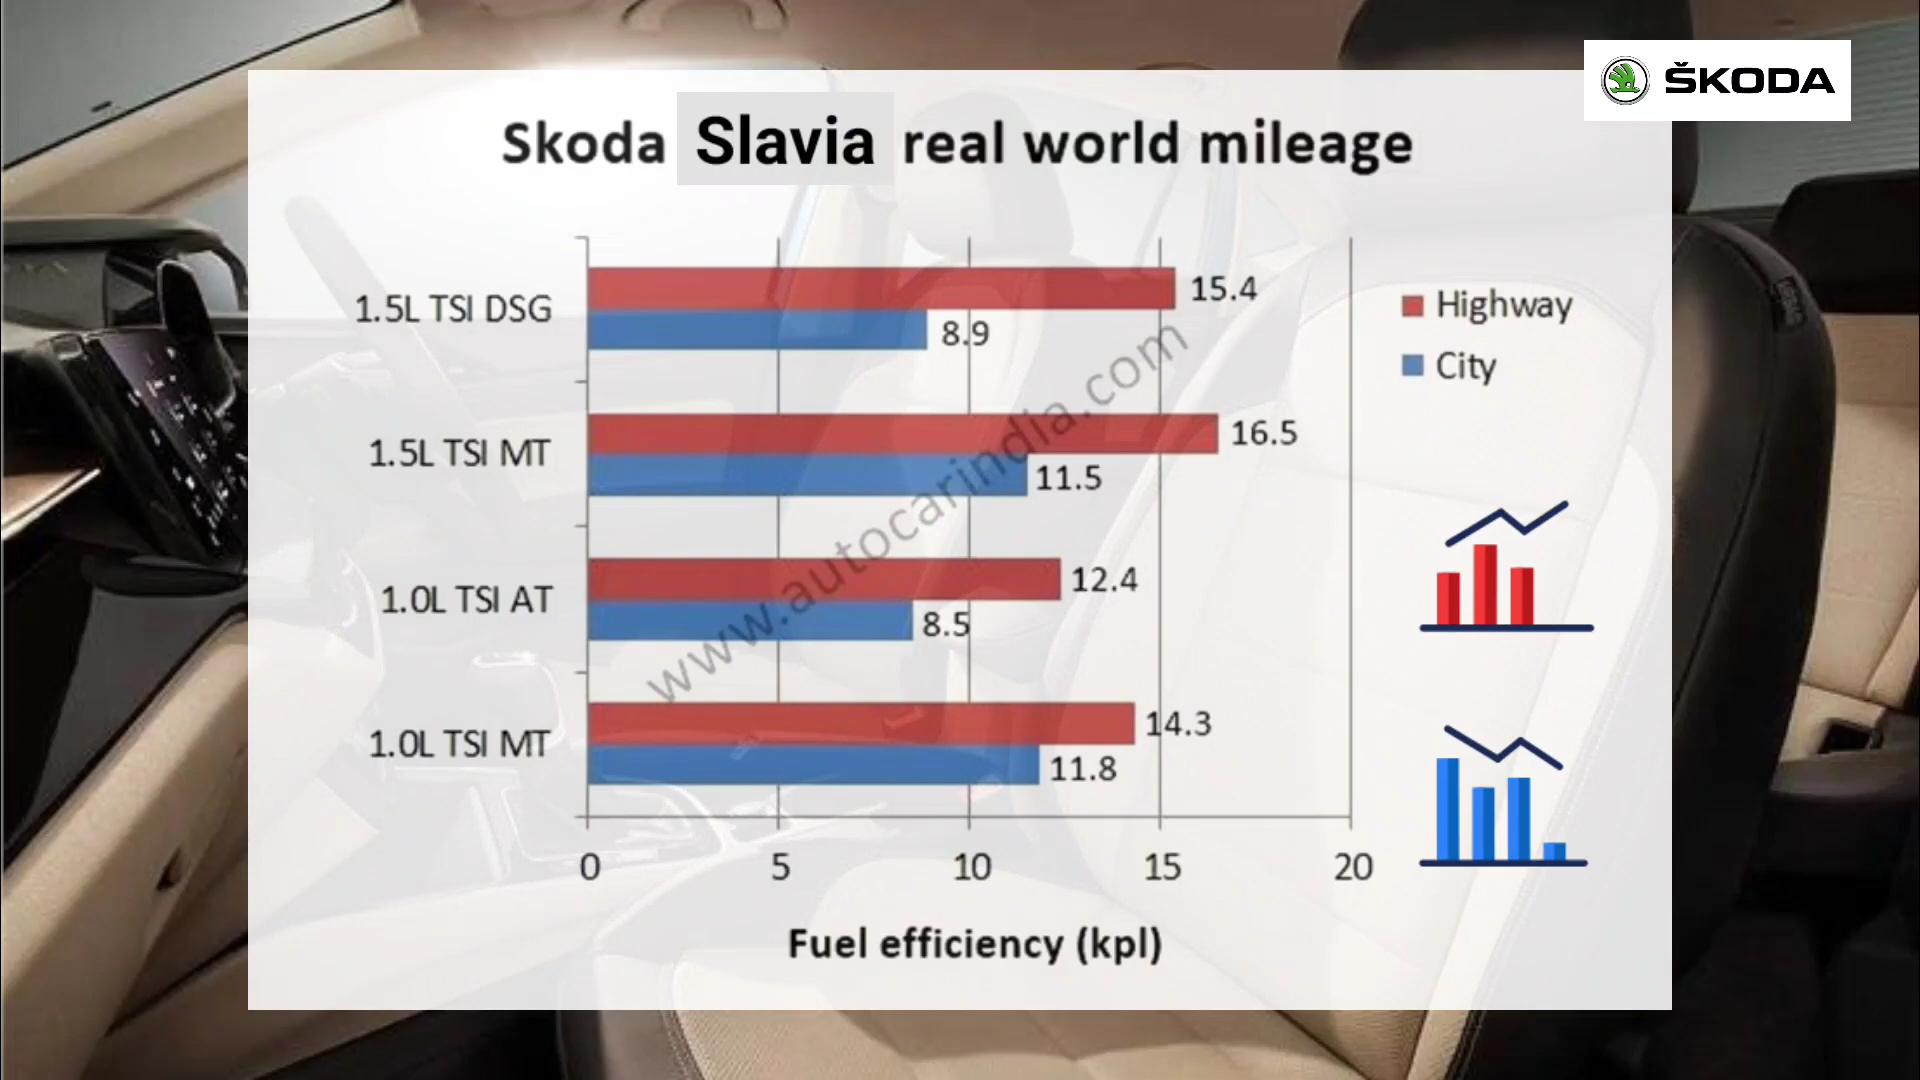 ŠKODA
Skoda Slavia real world mileage
1.5L TSI DSG
15.4
8.9
1.5L TSI MT
16.5
11.5
1.0L TSI AT
12.4
8.5
1.0L TSI MT
14.3
11.8
Highway
City
www.autocarindia.com
0 5 10 15 20
Fuel efficiency (kpl)